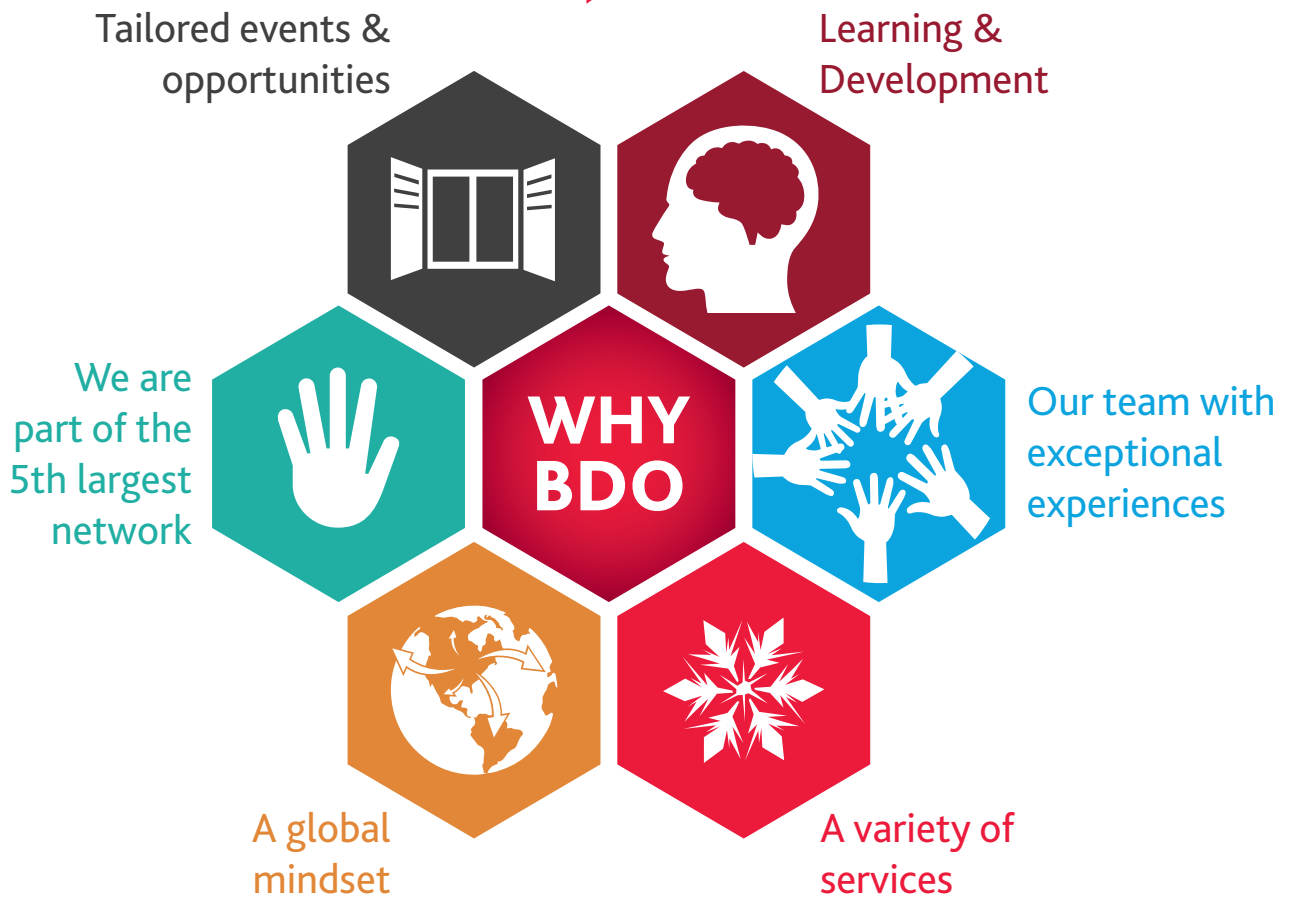 Tailored events &
opportunities
Learning &
Development
We are
part of the
5th largest
network
WHY
BDO
Our team with
exceptional
experiences
A global
mindset
A variety of
services